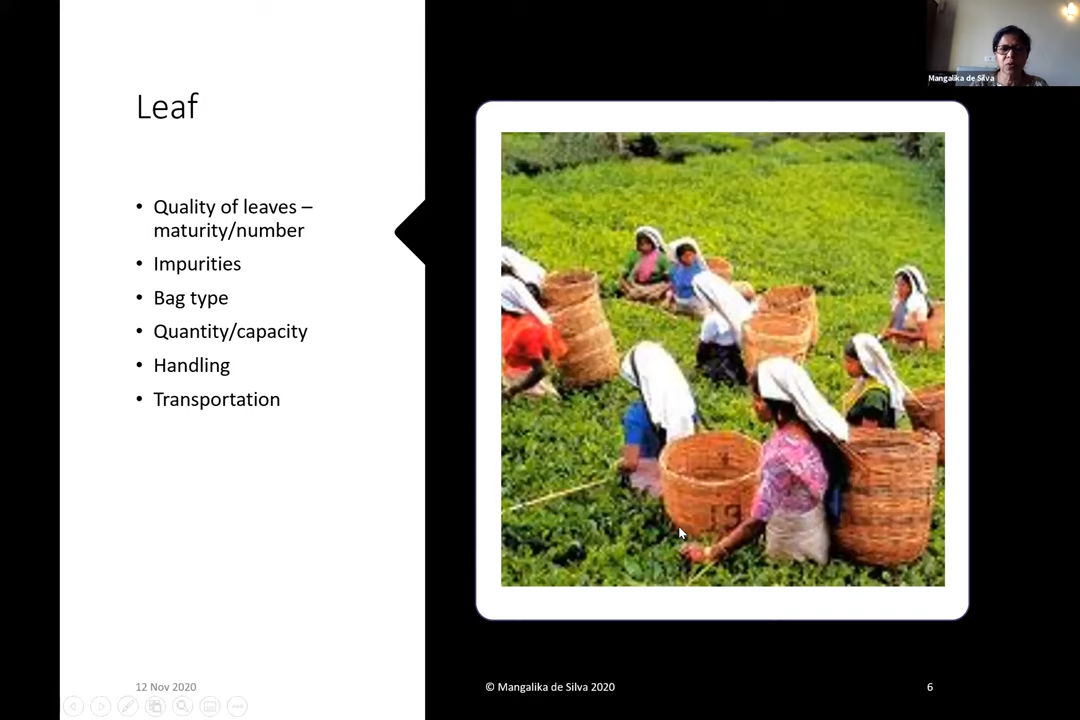 Mangalika de Silva
Leaf
• Quality of leaves –
maturity/number
• Impurities
• Bag type
• Quantity/capacity
• Handling
• Transportation
19
12 Nov 2020
© Mangalika de Silva 2020
6